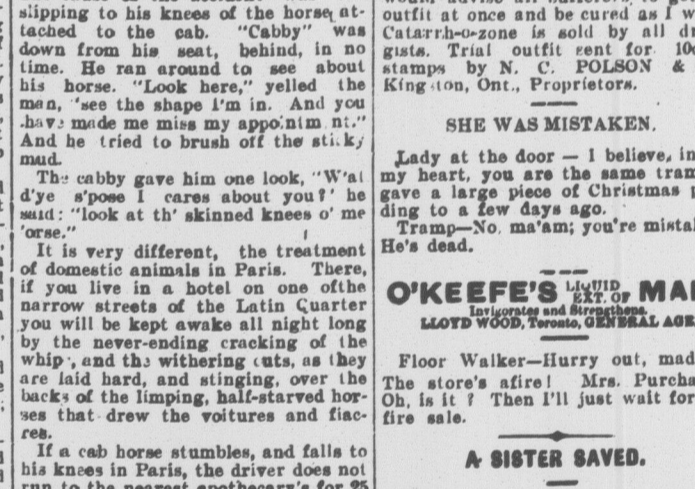 slipping to his knees of the horse, at-
tached to the cab. "Cabby" was
down from his seat, behind, in no
time. He ran around to see about
his horse. "Look here," yelled the
man, 'see the shape I'm in. And you
have made me miss my appointm nt."
And he tried to brush off the sticky
mud.
The cabby gave him one look, "W'at
d'ye s'pose I cares about you?' he
said: "look at th' skinned knees o' me
'orse."
It is very different, the treatment
of domestic animals in Paris. There,
if you live in a hotel on one ofthe
narrow streets of the Latin Quarter
you will be kept awake all night long
by the never-ending cracking of the
whip, and the withering cuts, as they
are laid hard, and stinging, over the
backs of the limping, half-starved hor-
ses that drew the voitures and fiac-
res.
If a cab horse stumbles, and falls to
his knees in Paris, the driver does not
run to the nearest apothecary's for 25
outfit at once and be cured as I w
Catarrh-o-zone is sold by all dr
gists. Trial outfit sent for 10c
stamps by N. C. POLSON &
Kingston, Ont., Proprietors.
SHE WAS MISTAKEN.
Lady at the door — I believe, in
my heart, you are the same tram
gave a large piece of Christmas
ding to a few days ago.
Tramp—No, ma'am; you're mista
He's dead.
O'KEEFE'S LIQUID EXT. OF MA
Invigorates and Strengthens.
LLOYD WOOD, Toronto, GENERAL AGE
Floor Walker—Hurry out, mad
The store's afire! Mrs. Purcha
Oh, is it? Then I'll just wait for
fire sale.
A SISTER SAVED.